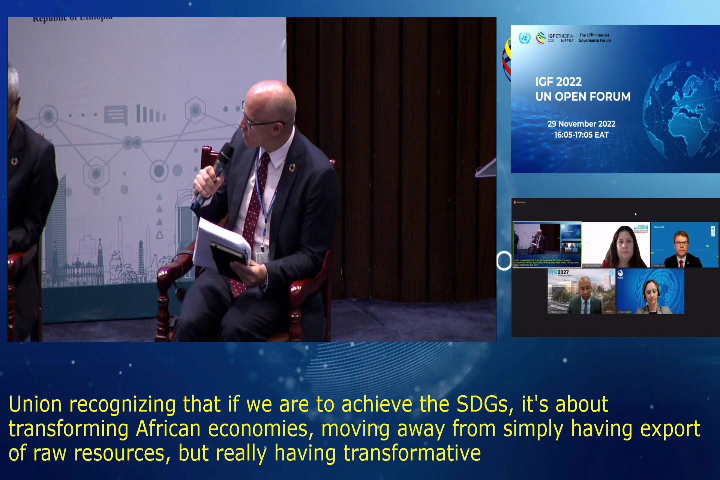 Republic of Ethiopia
IGF 2022
UN OPEN FORUM
29 November 2022
16:05-17:05 EAT
Union recognizing that if we are to achieve the SDGs, it's about
transforming African economies, moving away from simply having export
of raw resources, but really having transformative